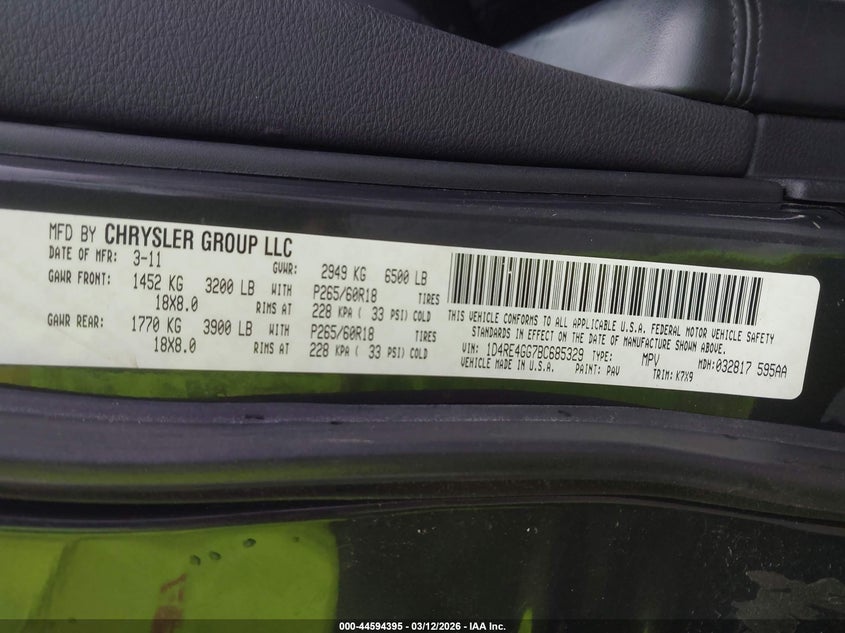 MFD BY CHRYSLER GROUP LLC
DATE OF MFR: 3-11 GVWR: 2949 KG 6500 LB
GAWR FRONT: 1452 KG 3200 LB WITH P265/60R18 TIRES
18X8.0 RIMS AT 228 KPA ( 33 PSI) COLD
GAWR REAR: 1770 KG 3900 LB WITH P265/60R18 TIRES
18X8.0 RIMS AT 228 KPA ( 33 PSI) COLD
THIS VEHICLE CONFORMS TO ALL APPLICABLE U.S.A. FEDERAL MOTOR VEHICLE SAFETY
STANDARDS IN EFFECT ON THE DATE OF MANUFACTURE SHOWN ABOVE.
VIN: 1D4RE4GG7BC685329 TYPE: MPV MDH:032817 595AA
VEHICLE MADE IN U.S.A. PAINT: PAU TRIM: K7X9
000-44594395 - 03/12/2026 - IAA Inc.